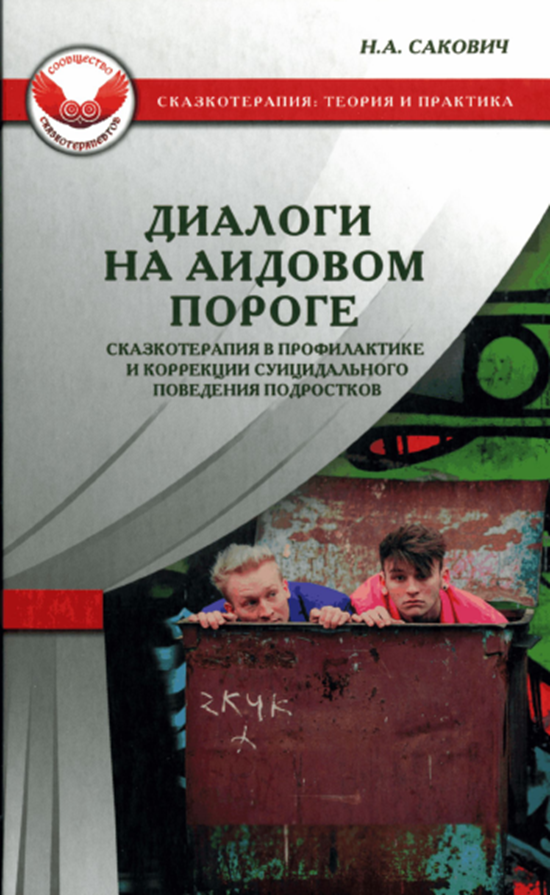 Н.А. САКОВИЧ
СООБЩЕСТВО
СКАЗКОТЕРАПЕВТОВ
СКАЗКОТЕРАПИЯ: ТЕОРИЯ И ПРАКТИКА
ДИАЛОГИ
НА АИДОВОМ
ПОРОГЕ
СКАЗКОТЕРАПИЯ В ПРОФИЛАКТИКЕ
И КОРРЕКЦИИ СУИЦИДАЛЬНОГО
ПОВЕДЕНИЯ ПОДРОСТКОВ